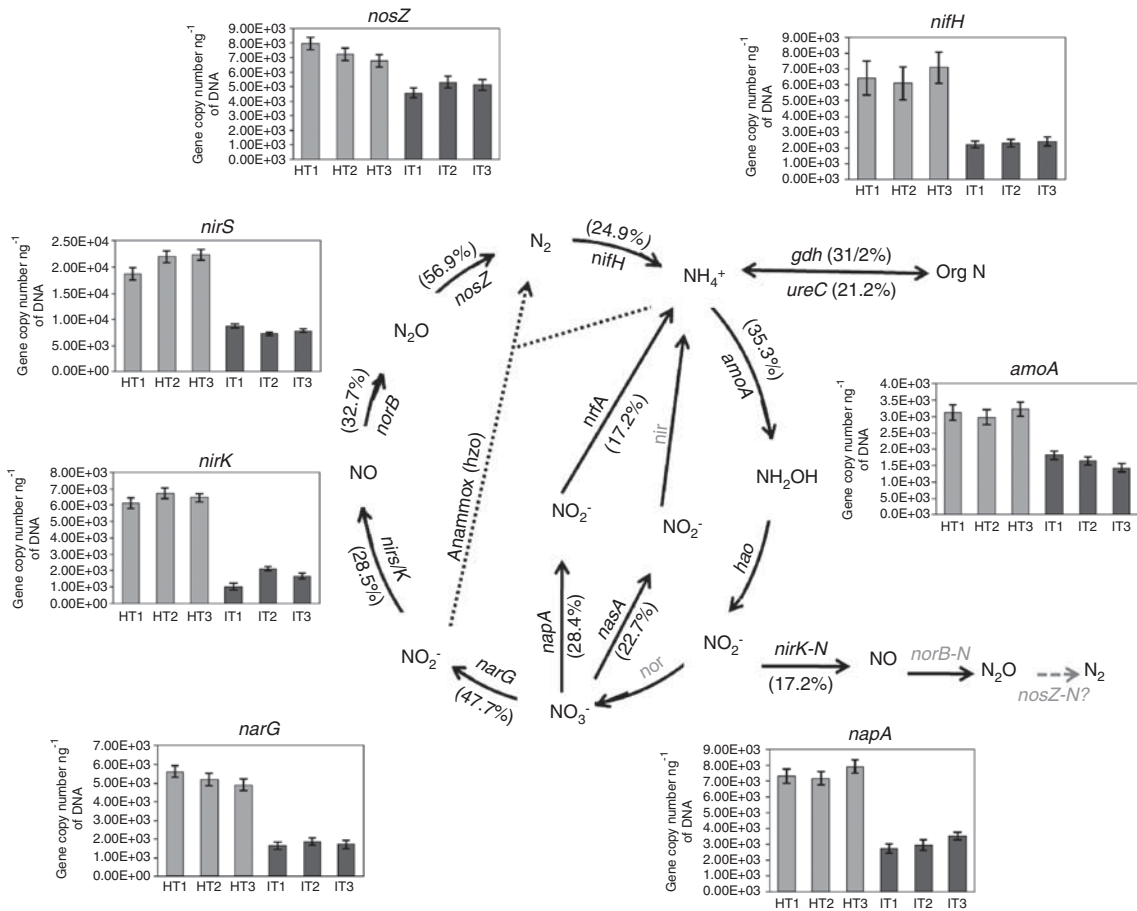 nosZ
Gene copy number ng⁻¹
of DNA
9.00E+03
8.00E+03
7.00E+03
6.00E+03
5.00E+03
4.00E+03
3.00E+03
2.00E+03
1.00E+03
0.00E+03
HT1 HT2 HT3 IT1 IT2 IT3
nifH
Gene copy number ng⁻¹
of DNA
9.00E+03
8.00E+03
7.00E+03
6.00E+03
5.00E+03
4.00E+03
3.00E+03
2.00E+03
1.00E+03
0.00E+03
HT1 HT2 HT3 IT1 IT2 IT3
nirS
Gene copy number ng⁻¹
of DNA
2.50E+04
2.00E+04
1.50E+04
1.00E+04
5.00E+03
0.00E+03
HT1 HT2 HT3 IT1 IT2 IT3
N₂
(24.9%)
nifH
NH₄⁺
gdh (31/2%)
ureC (21.2%)
Org N
(56.9%)
nosZ
N₂O
(32.7%)
norB
NO
nirs/K
(28.5%)
NO₂⁻
Anammox (hzo)
nrfA
(17.2%)
nir
(35.3%)
amoA
NH₂OH
NO₂⁻
NO₂⁻
hao
napA
(28.4%)
nasA
(22.7%)
narG
(47.7%)
NO₃⁻
nor
NO₂⁻
nirK-N
(17.2%)
NO
norB-N
N₂O
nosZ-N?
N₂
amoA
Gene copy number ng⁻¹
of DNA
4.0E+03
3.5E+03
3.0E+03
2.5E+03
2.0E+03
1.5E+03
1.0E+03
5.0E+03
0.0E+03
HT1 HT2 HT3 IT1 IT2 IT3
nirK
Gene copy number ng⁻¹
of DNA
8.00E+03
7.00E+03
6.00E+03
5.00E+03
4.00E+03
3.00E+03
2.00E+03
1.00E+03
0.00E+00
HT1 HT2 HT3 IT1 IT2 IT3
narG
Gene copy number ng⁻¹
of DNA
7.00E+03
6.00E+03
5.00E+03
4.00E+03
3.00E+03
2.00E+03
1.00E+03
0.00E+00
HT1 HT2 HT3 IT1 IT2 IT3
napA
Gene copy number ng⁻¹
of DNA
9.00E+03
8.00E+03
7.00E+03
6.00E+03
5.00E+03
4.00E+03
3.00E+03
2.00E+03
1.00E+03
0.00E+03
HT1 HT2 HT3 IT1 IT2 IT3